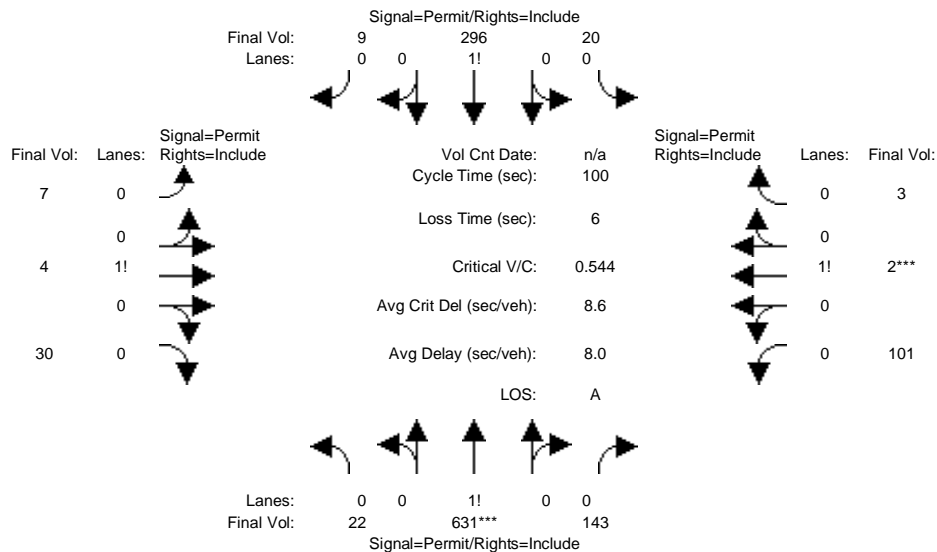 Signal=Permit/Rights=Include
Final Vol: 9 296 20
Lanes: 0 0 1! 0 0
Signal=Permit Signal=Permit
Final Vol: Lanes: Rights=Include Vol Cnt Date: n/a Rights=Include Lanes: Final Vol:
Cycle Time (sec): 100
7 0 0 3
Loss Time (sec): 6
0 0
4 1! Critical V/C: 0.544 1! 2***
0 Avg Crit Del (sec/veh): 8.6 0
30 0 Avg Delay (sec/veh): 8.0 0 101
LOS: A
Lanes: 0 0 1! 0 0
Final Vol: 22 631*** 143
Signal=Permit/Rights=Include